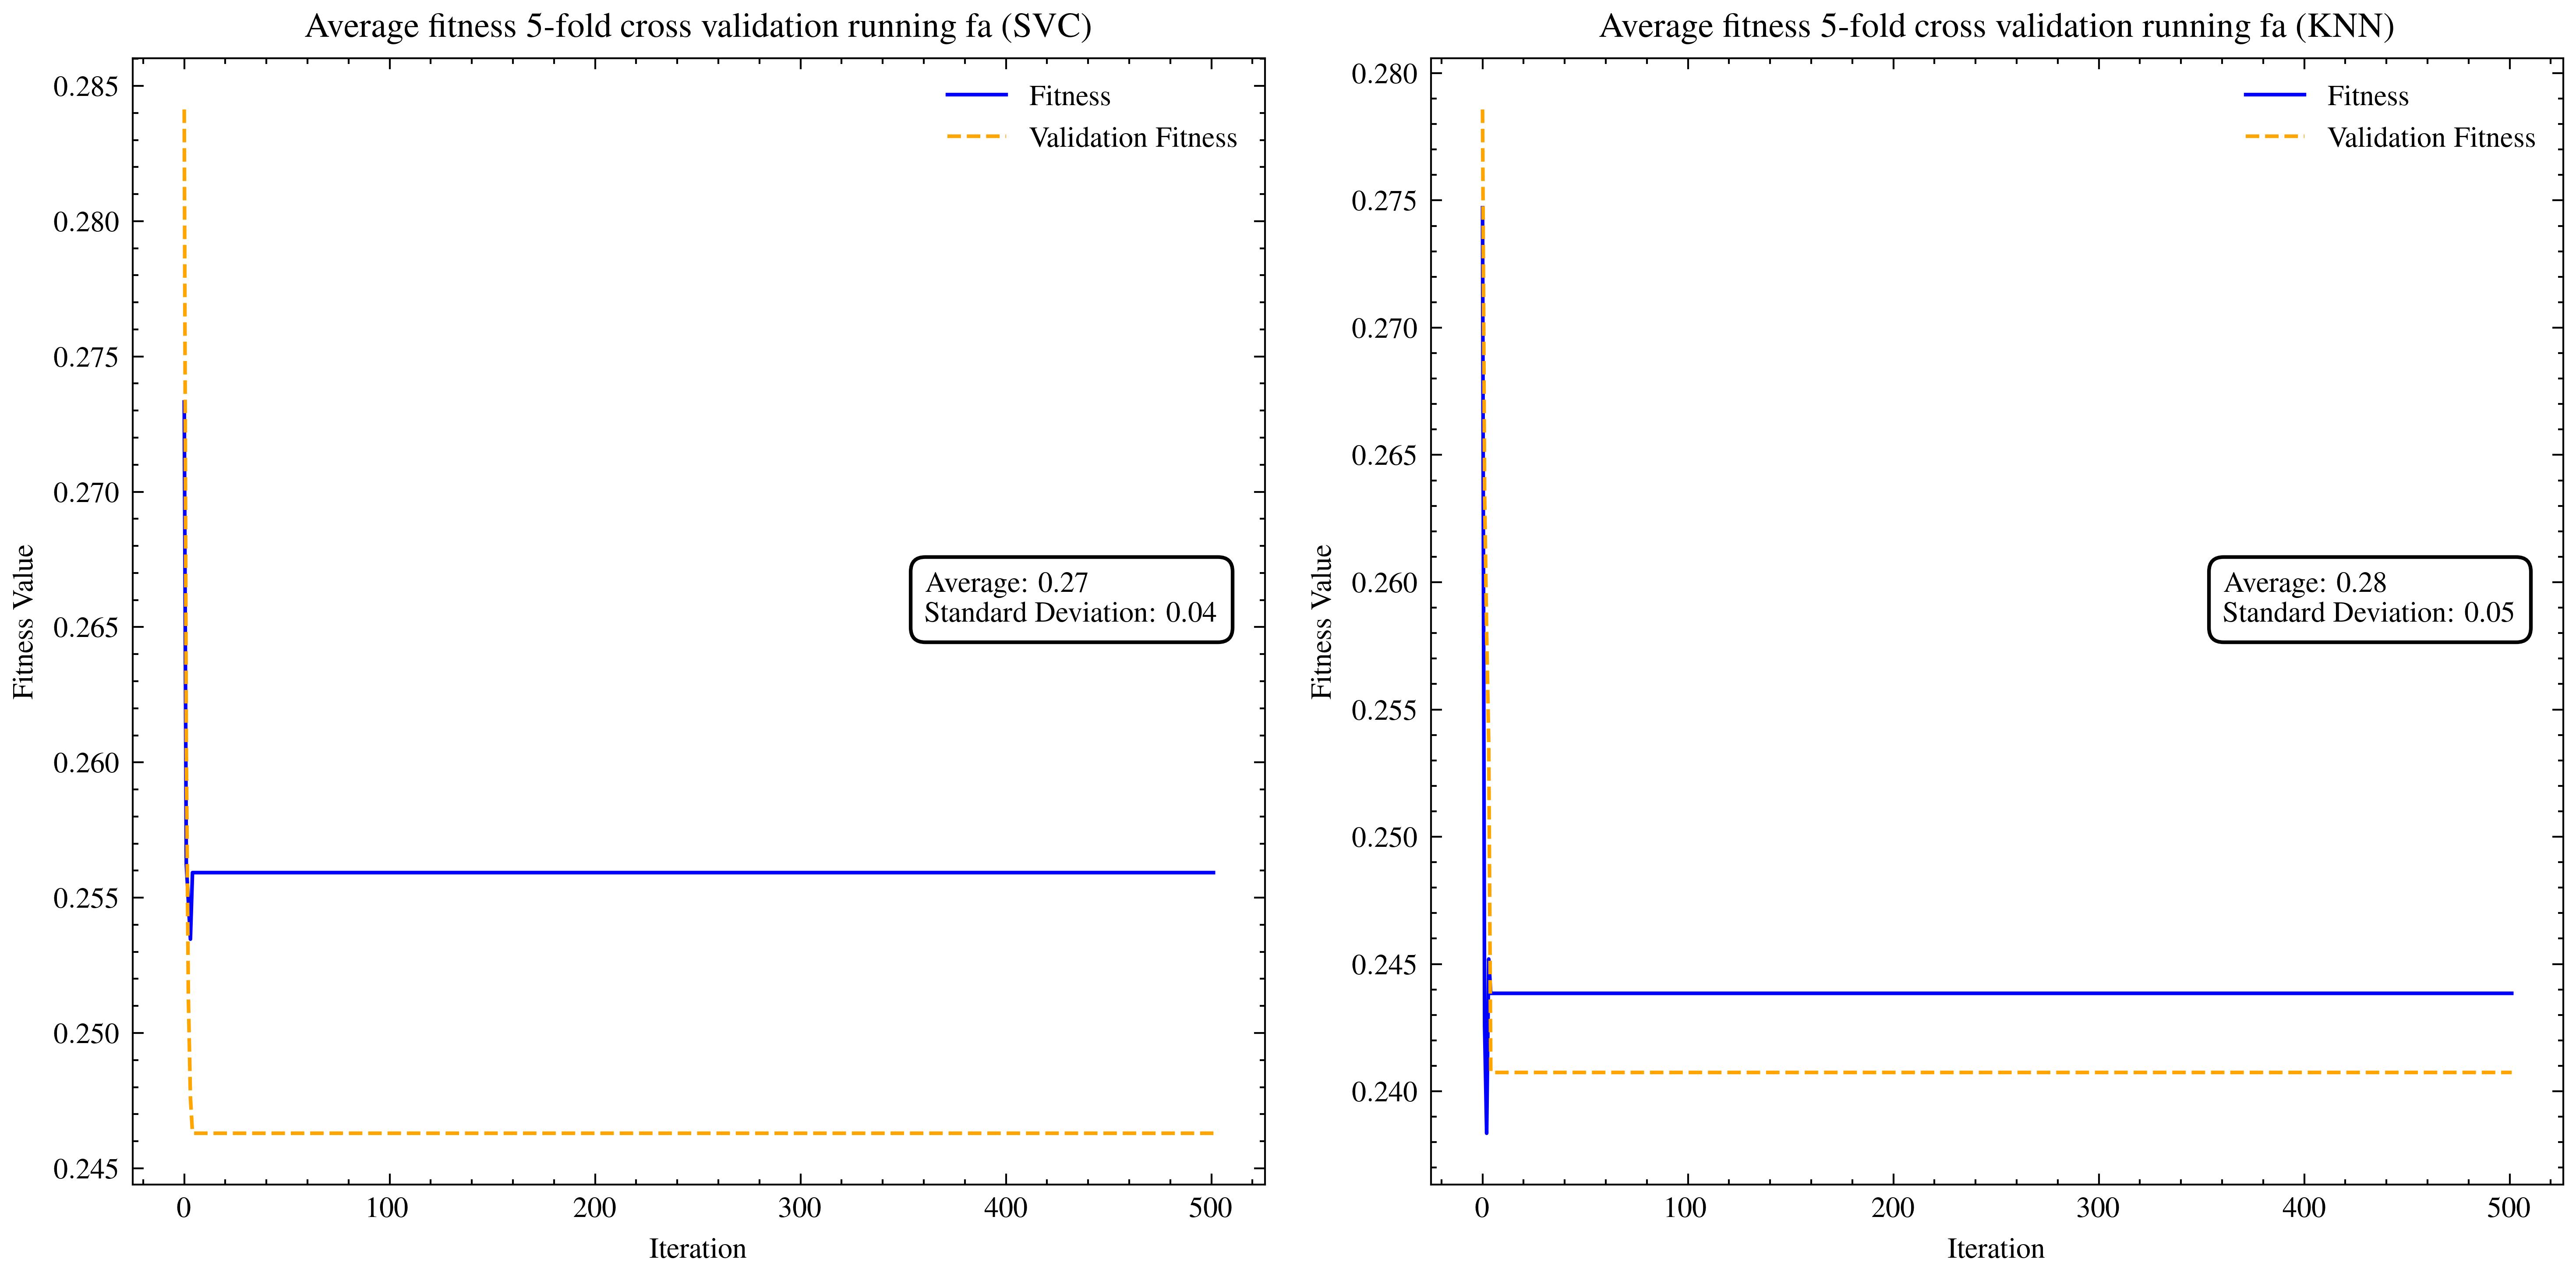 Average fitness 5-fold cross validation running fa (SVC)
Fitness Value
0.285
0.280
0.275
0.270
0.265
0.260
0.255
0.250
0.245
Fitness
Validation Fitness
Average: 0.27
Standard Deviation: 0.04
0 100 200 300 400 500
Iteration
Average fitness 5-fold cross validation running fa (KNN)
Fitness Value
0.280
0.275
0.270
0.265
0.260
0.255
0.250
0.245
0.240
Fitness
Validation Fitness
Average: 0.28
Standard Deviation: 0.05
0 100 200 300 400 500
Iteration